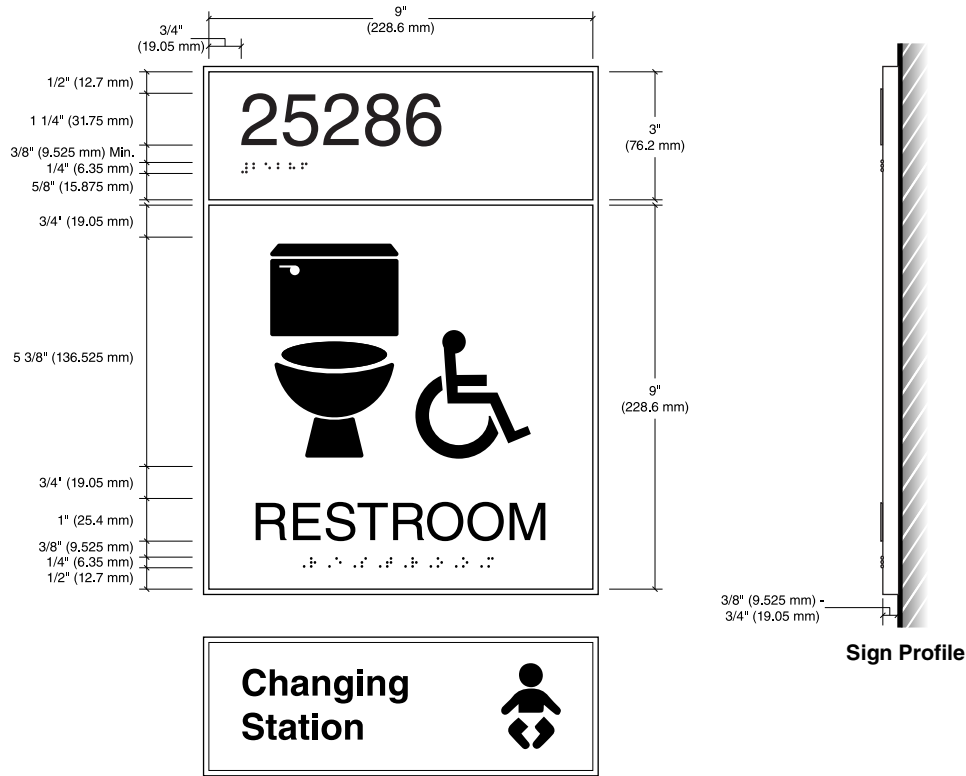 9"
(228.6 mm)
3/4"
(19.05 mm)
1/2" (12.7 mm)
1 1/4" (31.75 mm)
3/8" (9.525 mm) Min.
1/4" (6.35 mm)
5/8" (15.875 mm)
3/4" (19.05 mm)
5 3/8" (136.525 mm)
3/4" (19.05 mm)
1" (25.4 mm)
3/8" (9.525 mm)
1/4" (6.35 mm)
1/2" (12.7 mm)
25286
3"
(76.2 mm)
9"
(228.6 mm)
RESTROOM
Changing
Station
3/8" (9.525 mm) -
3/4" (19.05 mm)
Sign Profile